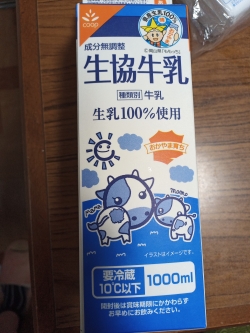 coop
成分無調整
生協牛乳
種類別 牛乳
生乳100%使用
おかやま育ち
イラストはイメージです。
要冷蔵
10℃以下
1000ml
開封後は賞味期限にかかわらず
お早めにお飲みください。